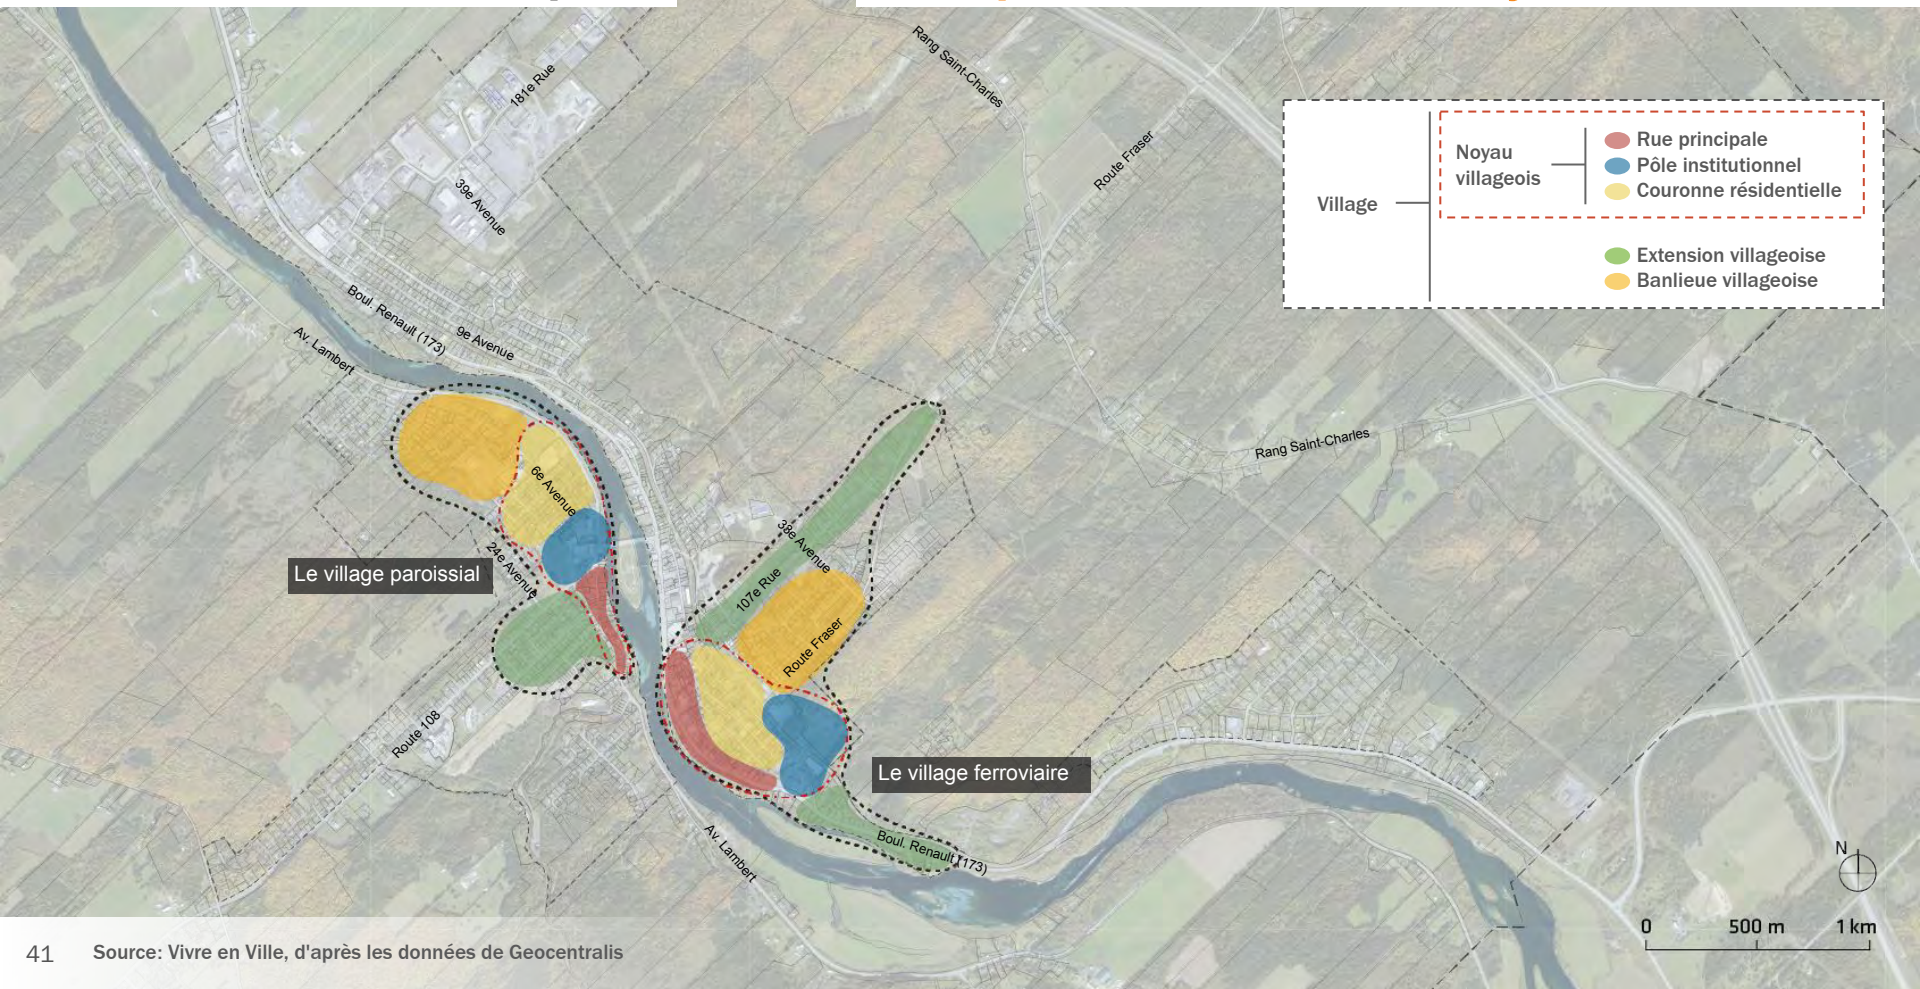 Rang Saint-Charles
181e Rue
Route Fraser
39e Avenue
Village
Noyau
villageois
Rue principale
Pôle institutionnel
Couronne résidentielle
Extension villageoise
Banlieue villageoise
Boul. Renault (173)
9e Avenue
Av. Lambert
Rang Saint-Charles
6e Avenue
38e Avenue
24e Avenue
Le village paroissial
107e Rue
Route Fraser
Route 108
Le village ferroviaire
Boul. Renault (173)
Av. Lambert
N
0 500 m 1 km
41 Source: Vivre en Ville, d'après les données de Geocentralis